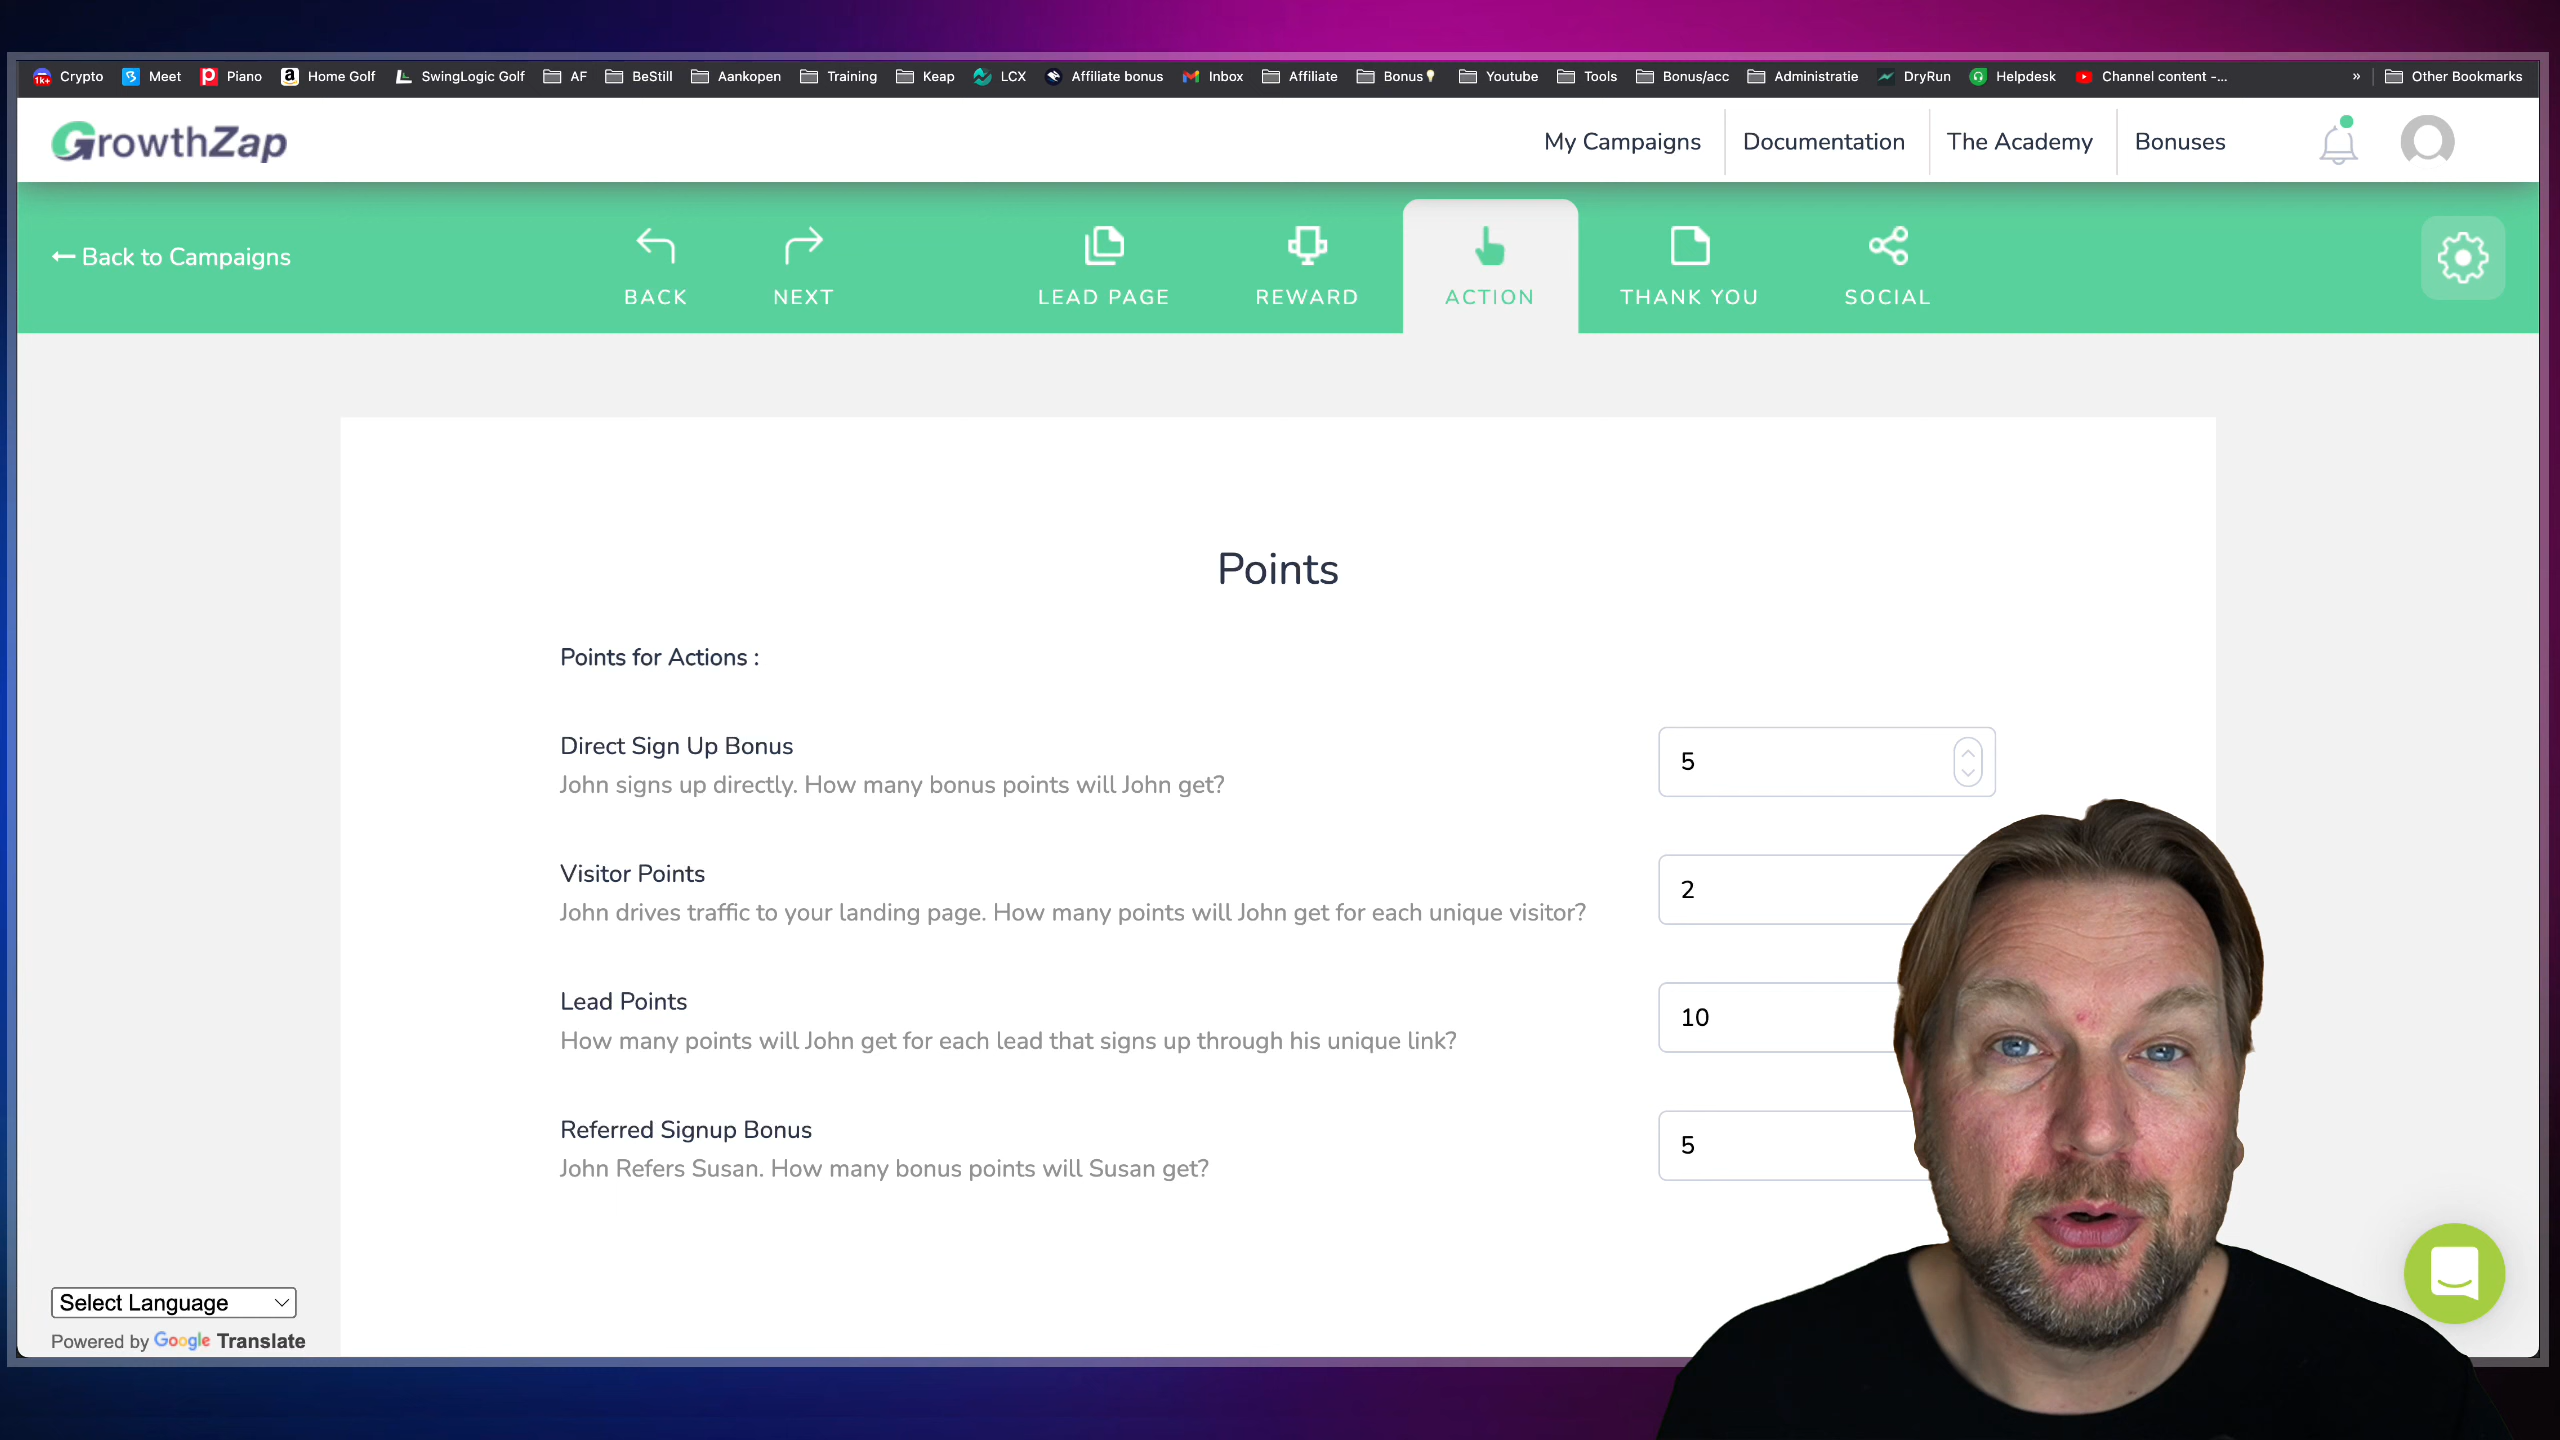 Crypto Meet Piano Home Golf SwingLogic Golf AF BeStill Aankopen Training Keap LCX Affiliate bonus Inbox Affiliate Bonus Youtube Tools Bonus/acc Administratie DryRun Helpdesk Channel content -... » Other Bookmarks
GrowthZap My Campaigns Documentation The Academy Bonuses
Back to Campaigns
BACK NEXT LEAD PAGE REWARD ACTION THANK YOU SOCIAL
Points
Points for Actions :
Direct Sign Up Bonus
John signs up directly. How many bonus points will John get?
5
Visitor Points
John drives traffic to your landing page. How many points will John get for each unique visitor?
2
Lead Points
How many points will John get for each lead that signs up through his unique link?
10
Referred Signup Bonus
John Refers Susan. How many bonus points will Susan get?
5
Select Language
Powered by Google Translate